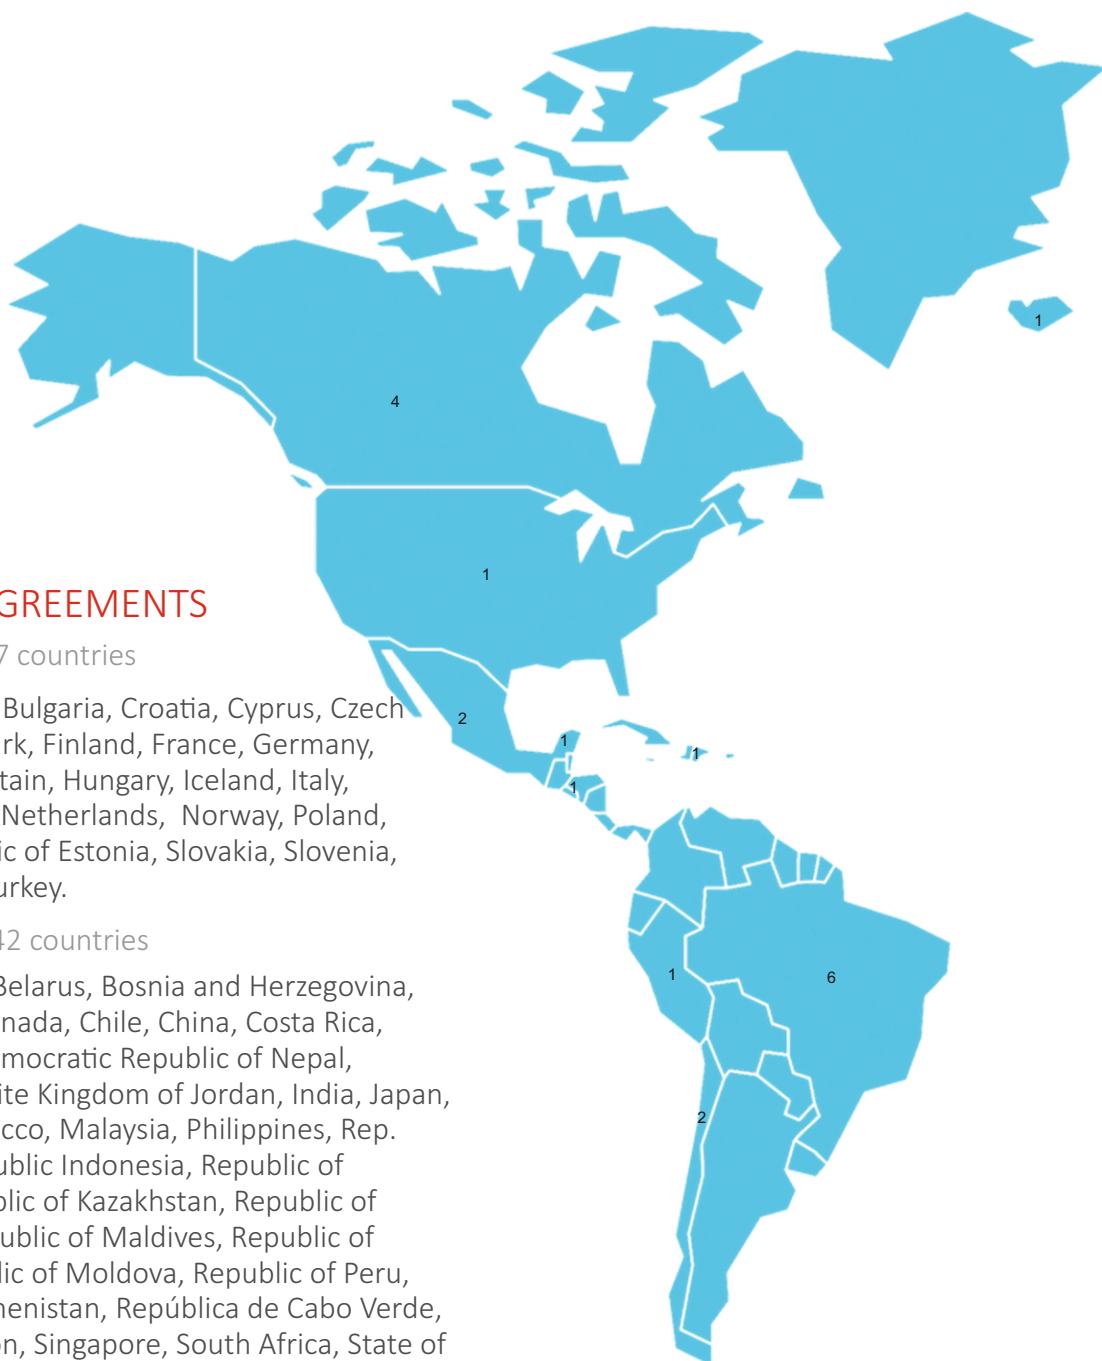 1
4
1
GREEMENTS
7 countries
Bulgaria, Croatia, Cyprus, Czech
rk, Finland, France, Germany,
tain, Hungary, Iceland, Italy,
Netherlands,  Norway, Poland,
ic of Estonia, Slovakia, Slovenia,
urkey.
2
1
1
1
42 countries
Belarus, Bosnia and Herzegovina,
nada, Chile, China, Costa Rica,
emocratic Republic of Nepal,
ite Kingdom of Jordan, India, Japan,
cco, Malaysia, Philippines, Rep.
ublic Indonesia, Republic of
blic of Kazakhstan, Republic of
ublic of Maldives, Republic of
lic of Moldova, Republic of Peru,
menistan, República de Cabo Verde,
on, Singapore, South Africa, State of
1
6
2